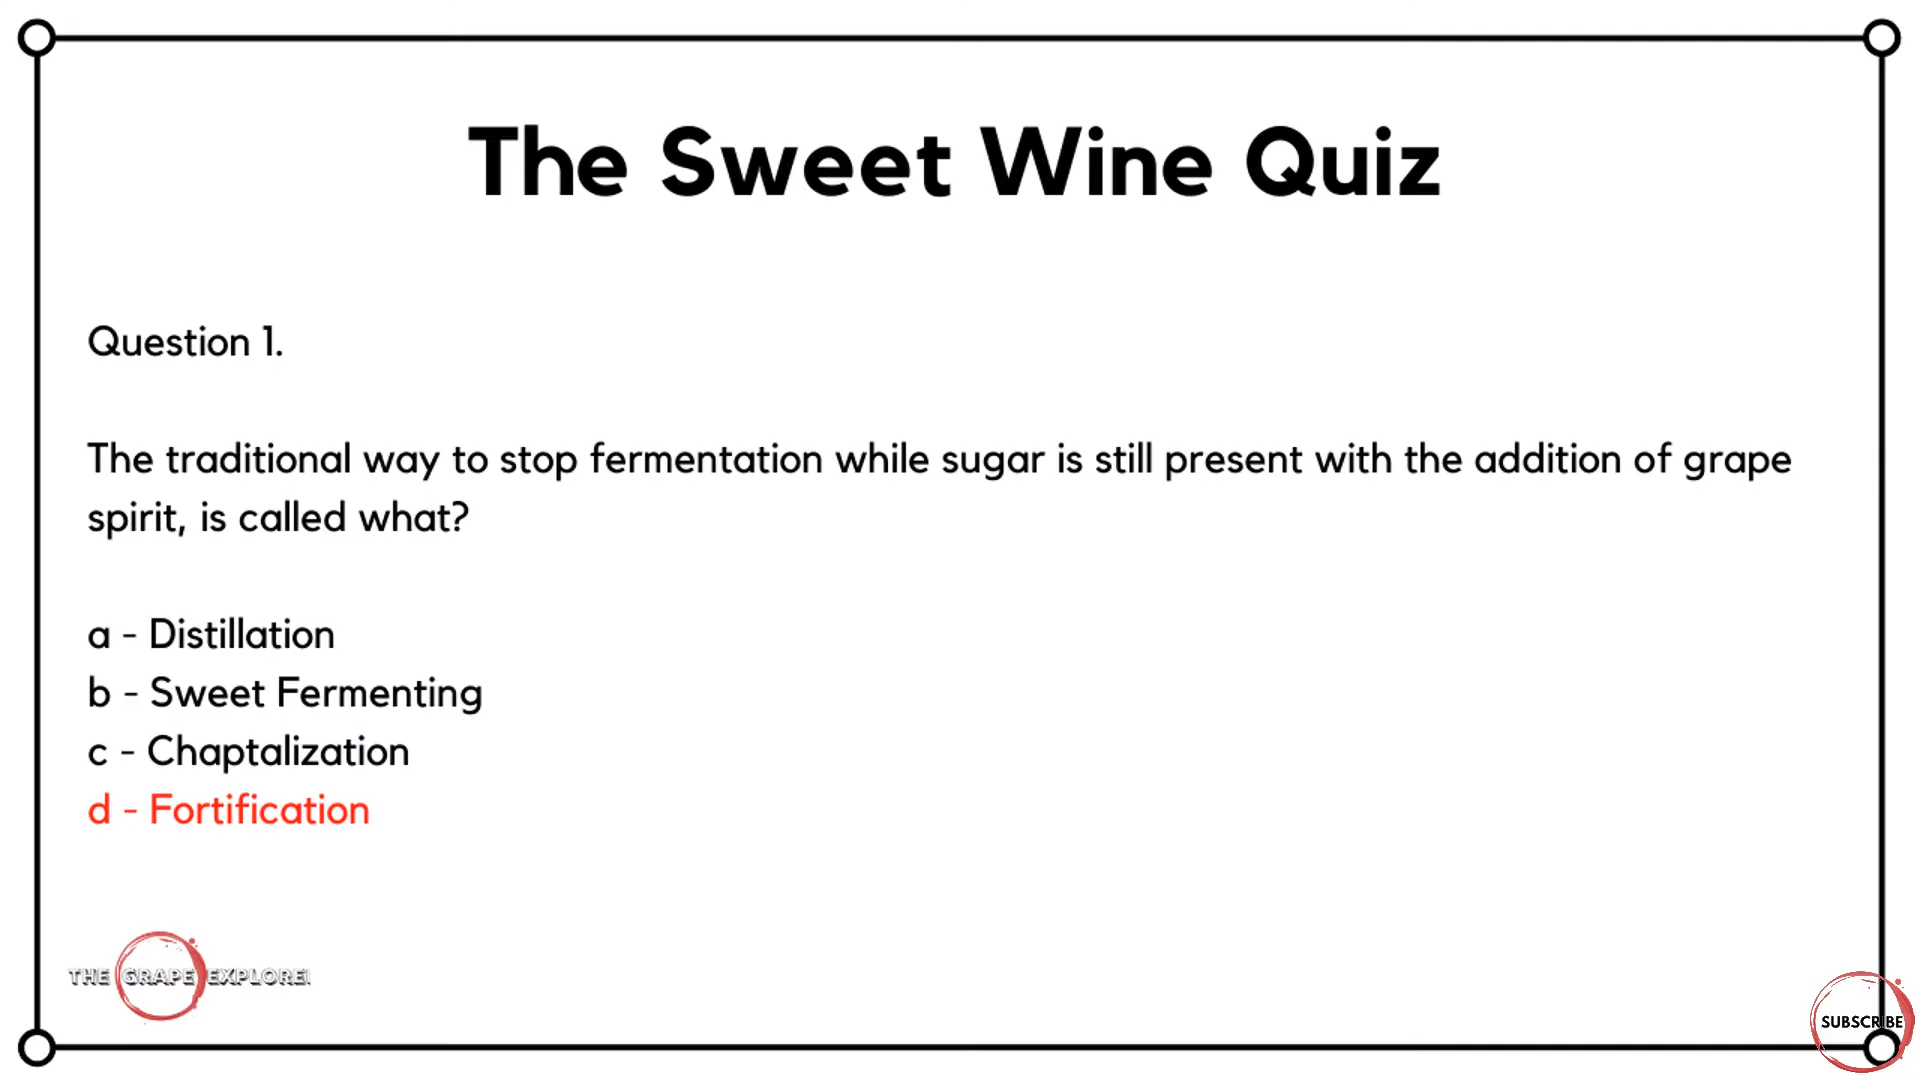 The Sweet Wine Quiz
Question 1.
The traditional way to stop fermentation while sugar is still present with the addition of grape
spirit, is called what?
a - Distillation
b - Sweet Fermenting
c - Chaptalization
d - Fortification
THE GRAPE EXPLORE
SUBSCRIBE